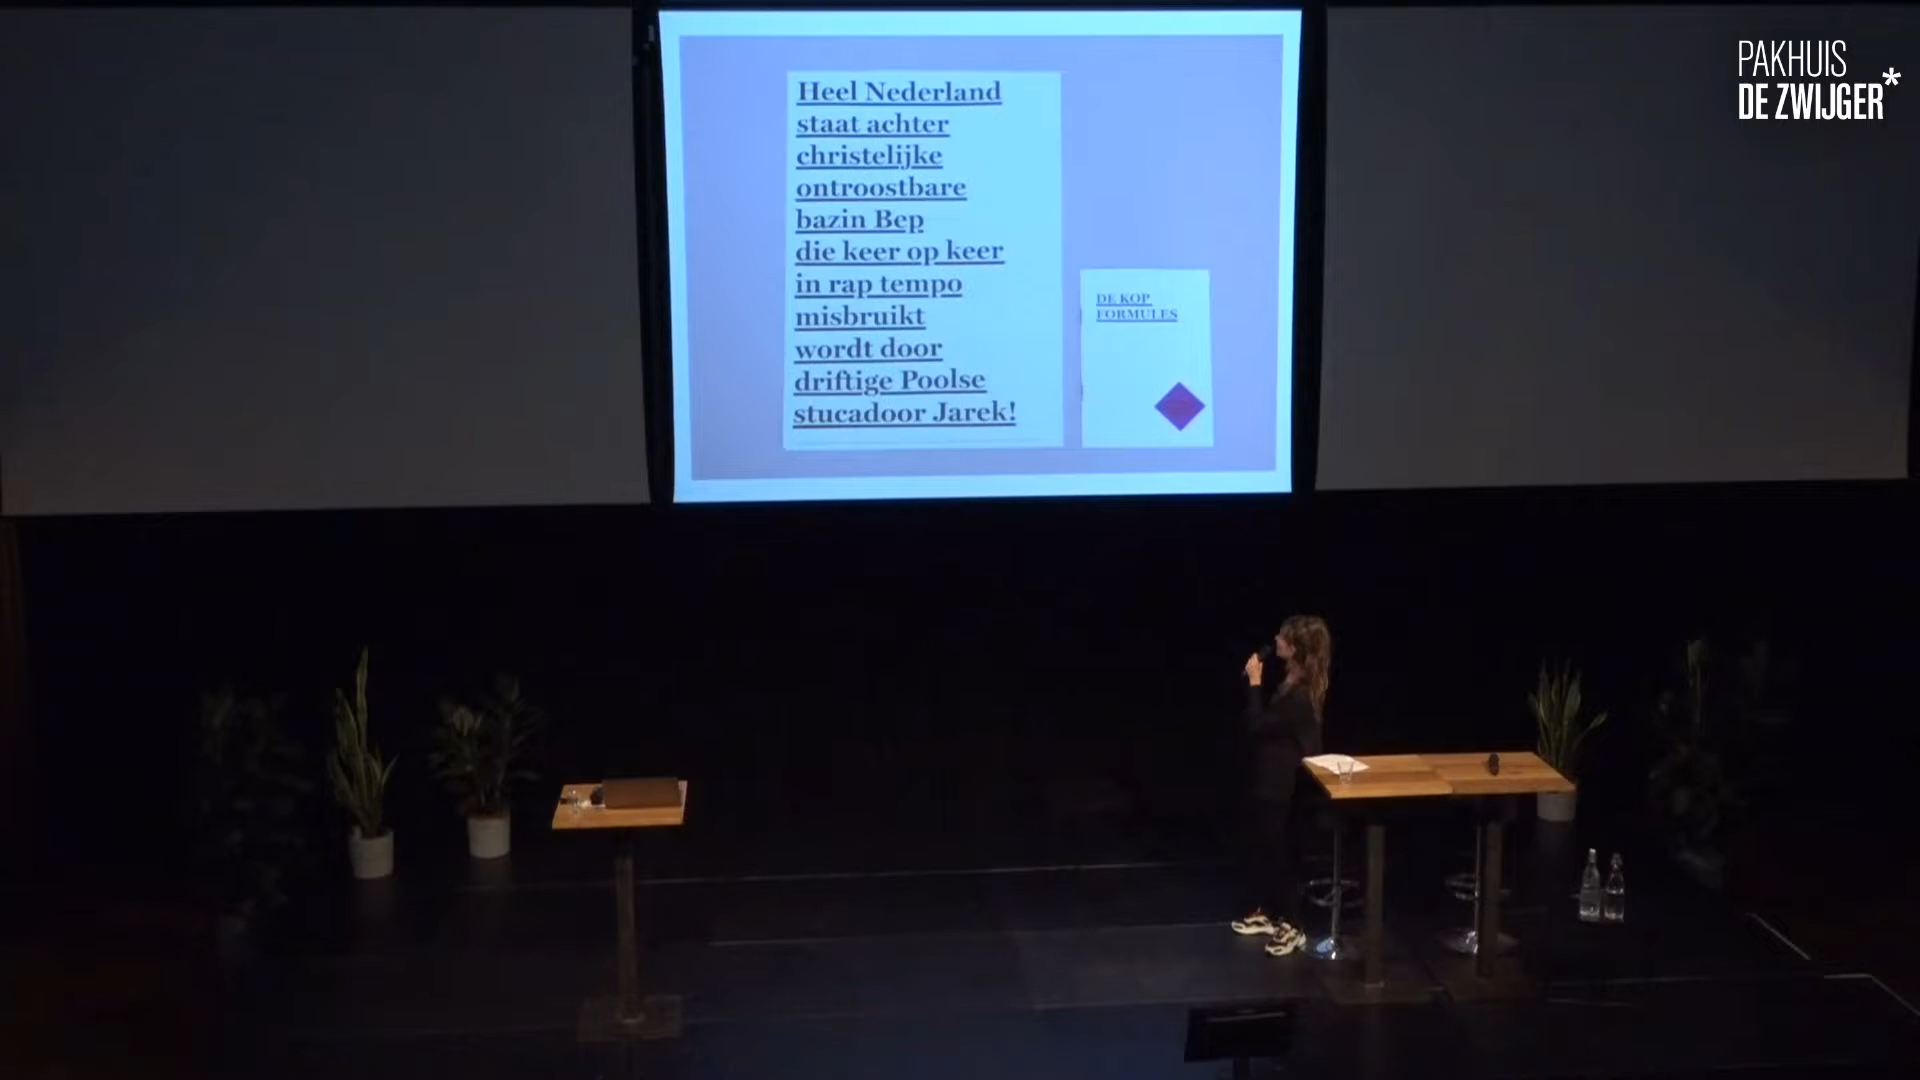 Heel Nederland
staat achter
christelijke
ontroostbare
bazin Bep
die keer op keer
in rap tempo
misbruikt
wordt door
driftige Poolse
stucadoor Jarek!
DE KOP
FORMULES
PAKHUIS
DE ZWIJGER*